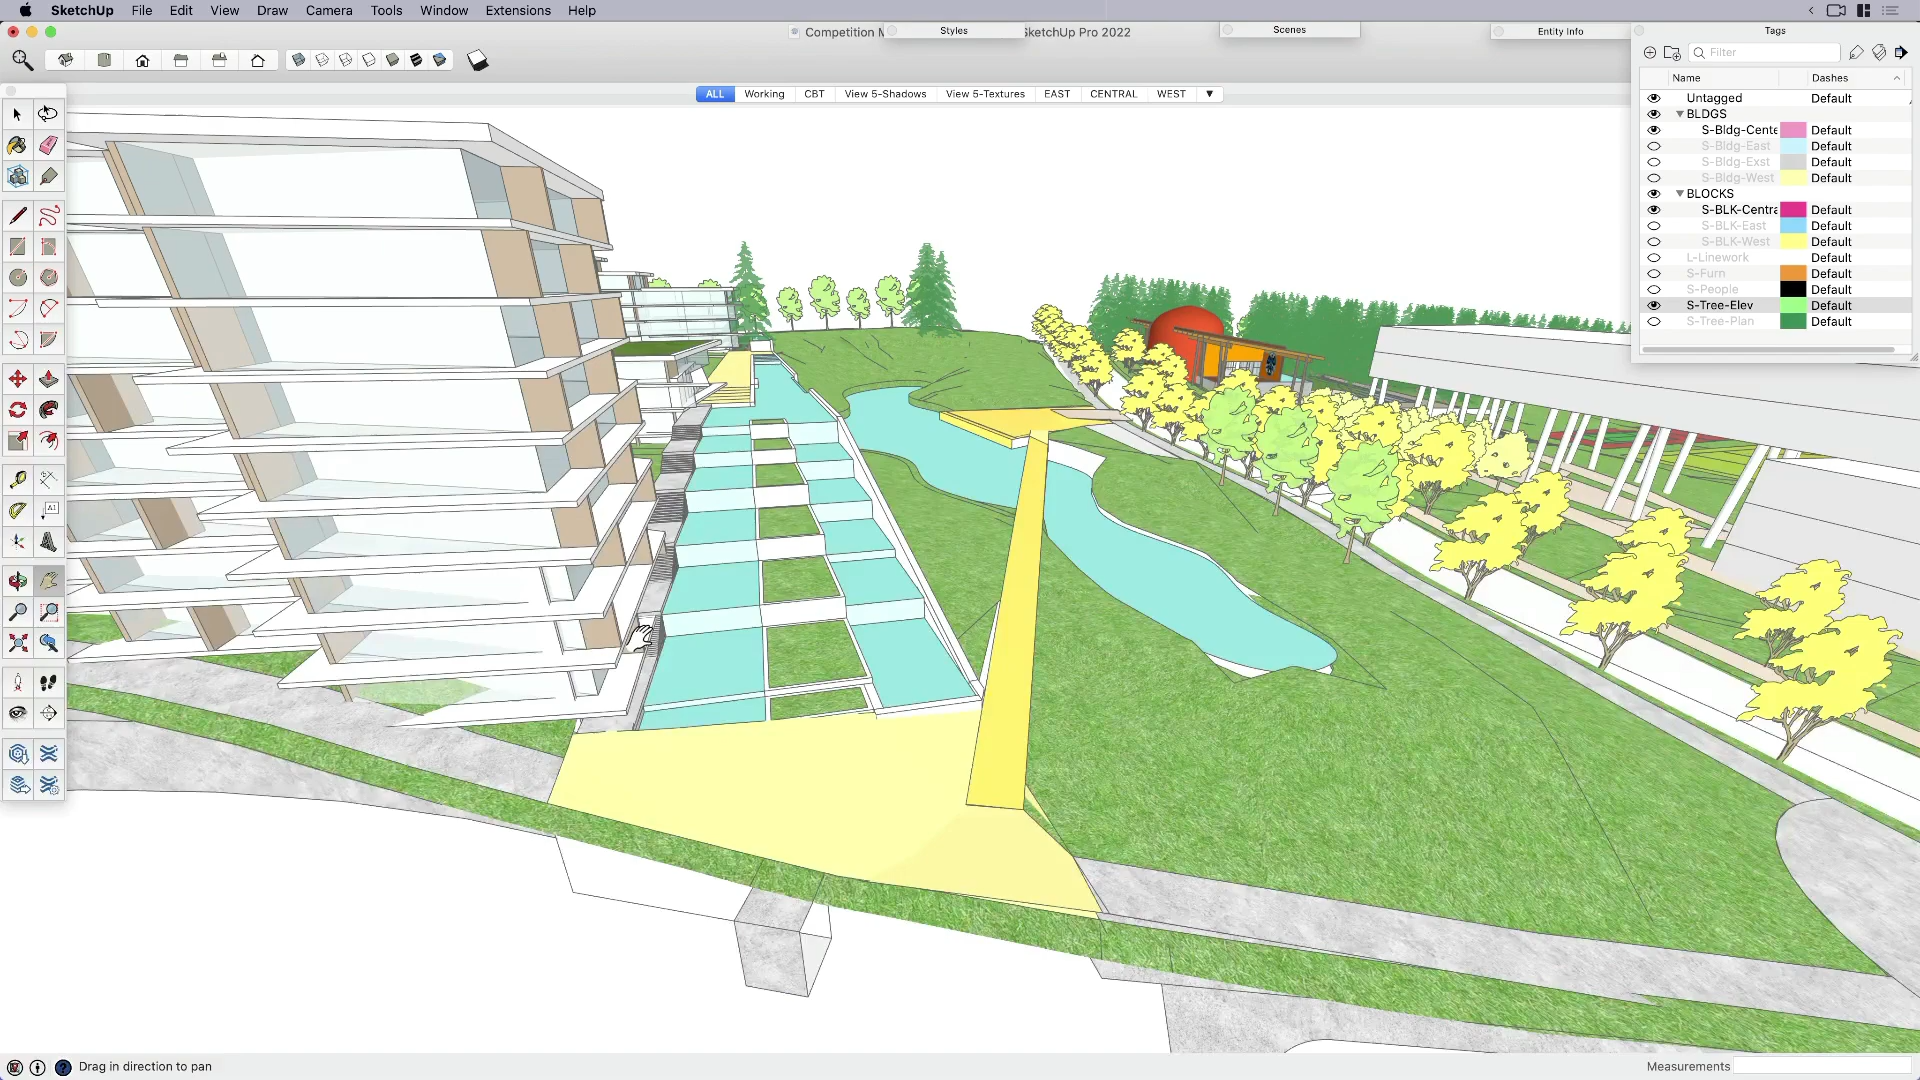 SketchUp File Edit View Draw Camera Tools Window Extensions Help
Competition M
Styles
SketchUp Pro 2022
Scenes
Entity Info
Tags
Filter
Name Dashes
ALL Working CBT View 5-Shadows View 5-Textures EAST CENTRAL WEST
Untagged Default
BLDGS
S-Bldg-Cente Default
S-Bldg-East Default
S-Bldg-Exst Default
S-Bldg-West Default
BLOCKS
S-BLK-Centra Default
S-BLK-East Default
S-BLK-West Default
L-Linework Default
S-Furn Default
S-People Default
S-Tree-Elev Default
S-Tree-Plan Default
A1
Drag in direction to pan
Measurements